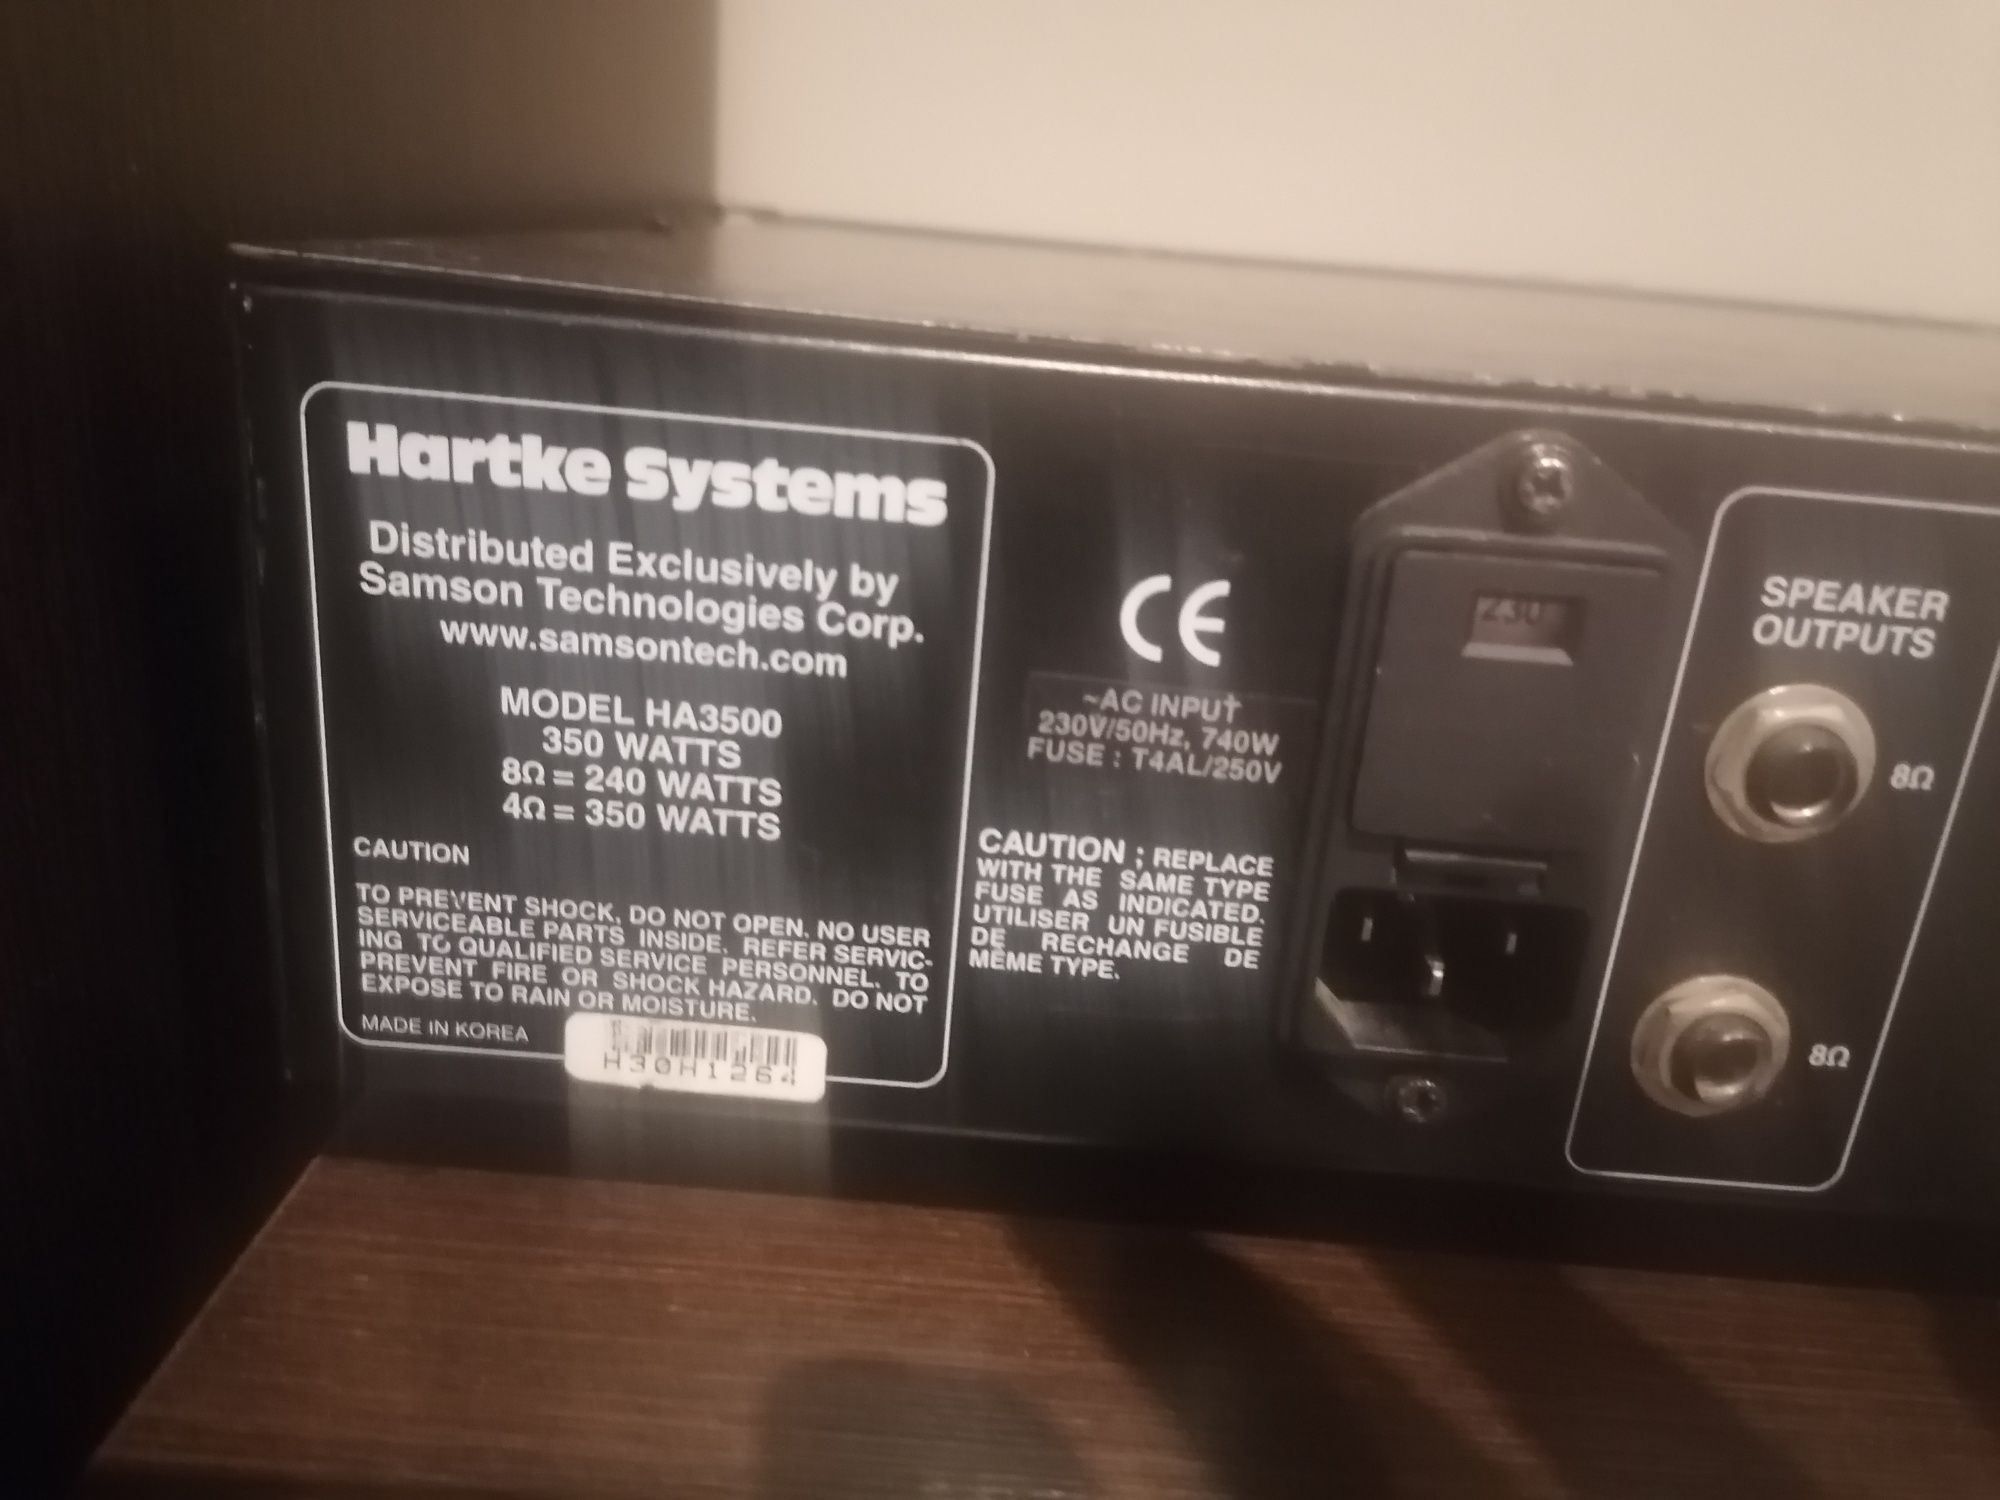 Hartke Systems
Distributed Exclusively by
Samson Technologies Corp.
www.samsontech.com
MODEL HA3500
350 WATTS
8Ω = 240 WATTS
4Ω = 350 WATTS
CAUTION
TO PREVENT SHOCK, DO NOT OPEN. NO USER
SERVICEABLE PARTS INSIDE. REFER SERVIC-
ING TO QUALIFIED SERVICE PERSONNEL. TO
PREVENT FIRE OR SHOCK HAZARD. DO NOT
EXPOSE TO RAIN OR MOISTURE.
MADE IN KOREA
H30H1264
CE
~AC INPUT
230V/50Hz, 740W
FUSE : T4AL/250V
CAUTION ; REPLACE
WITH THE SAME TYPE
FUSE AS INDICATED.
UTILISER UN FUSIBLE
DE RECHANGE DE
MÊME TYPE.
230
SPEAKER
OUTPUTS
8Ω
8Ω